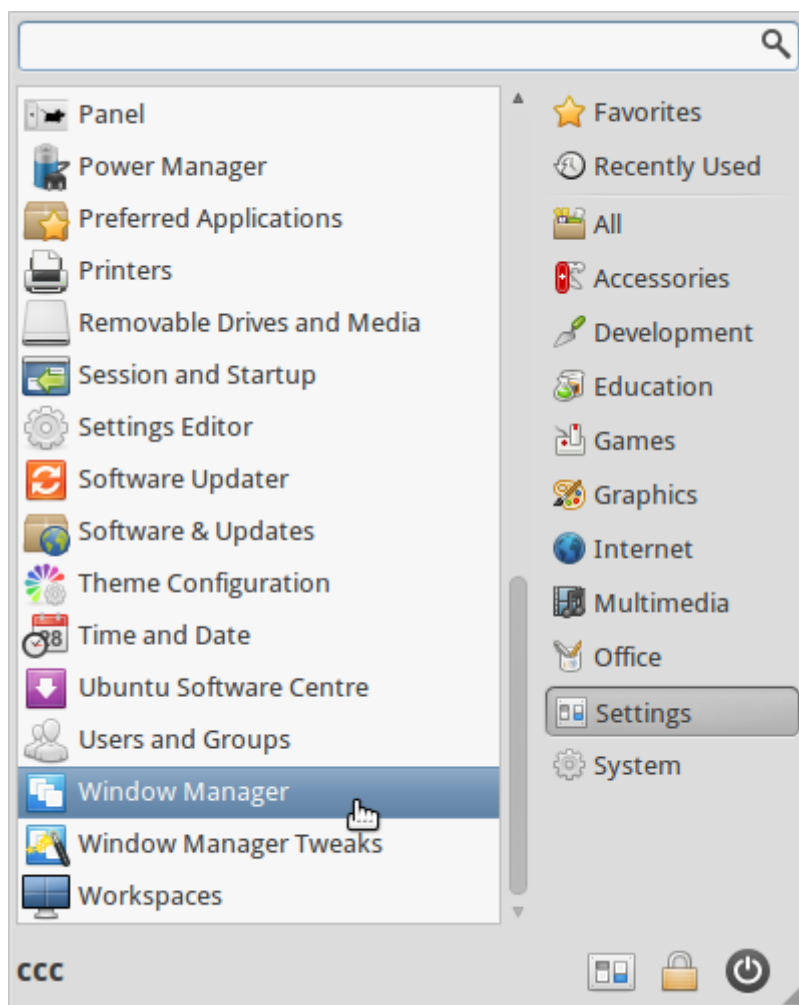 Panel
Power Manager
Preferred Applications
Printers
Removable Drives and Media
Session and Startup
Settings Editor
Software Updater
Software & Updates
Theme Configuration
28
Time and Date
Ubuntu Software Centre
Users and Groups
Window Manager
Window Manager Tweaks
Workspaces
Favorites
Recently Used
All
Accessories
Development
Education
Games
Graphics
Internet
Multimedia
Office
Settings
System
ccc